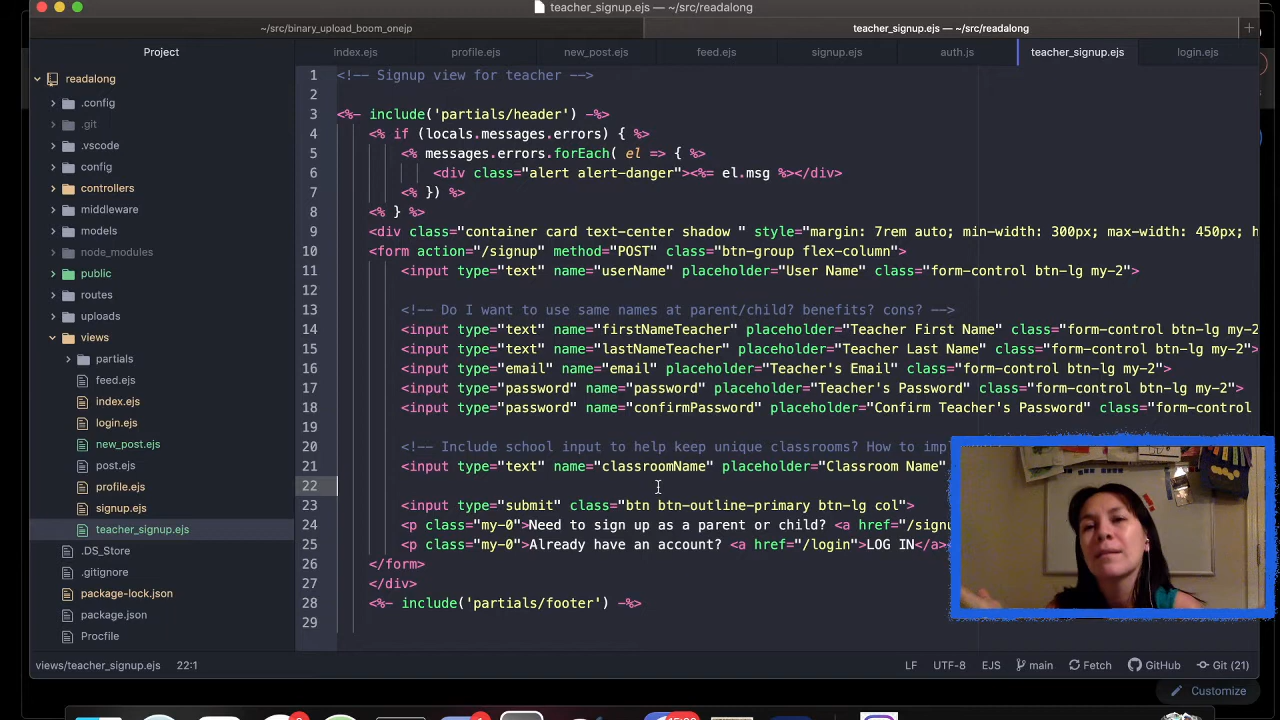 teacher_signup.ejs — ~/src/readalong
~/src/binary_upload_boom_onejp
teacher_signup.ejs — ~/src/readalong
Project
index.ejs
profile.ejs
new_post.ejs
feed.ejs
signup.ejs
auth.js
teacher_signup.ejs
login.ejs
readalong
.config
.git
.vscode
config
controllers
middleware
models
node_modules
public
routes
uploads
views
partials
feed.ejs
index.ejs
login.ejs
new_post.ejs
post.ejs
profile.ejs
signup.ejs
teacher_signup.ejs
.DS_Store
.gitignore
package-lock.json
package.json
Procfile
1 <!-- Signup view for teacher -->
2
3 <%- include('partials/header') -%>
4 <% if (locals.messages.errors) { %>
5 <% messages.errors.forEach( el => { %>
6 <div class="alert alert-danger"><%= el.msg %></div>
7 <% }) %>
8 <% } %>
9 <div class="container card text-center shadow " style="margin: 7rem auto; min-width: 300px; max-width: 450px; h
10 <form action="/signup" method="POST" class="btn-group flex-column">
11 <input type="text" name="userName" placeholder="User Name" class="form-control btn-lg my-2">
12
13 <!-- Do I want to use same names at parent/child? benefits? cons? -->
14 <input type="text" name="firstNameTeacher" placeholder="Teacher First Name" class="form-control btn-lg my-2
15 <input type="text" name="lastNameTeacher" placeholder="Teacher Last Name" class="form-control btn-lg my-2">
16 <input type="email" name="email" placeholder="Teacher's Email" class="form-control btn-lg my-2">
17 <input type="password" name="password" placeholder="Teacher's Password" class="form-control btn-lg my-2">
18 <input type="password" name="confirmPassword" placeholder="Confirm Teacher's Password" class="form-control
19
20 <!-- Include school input to help keep unique classrooms? How to imp
21 <input type="text" name="classroomName" placeholder="Classroom Name"
22
23 <input type="submit" class="btn btn-outline-primary btn-lg col">
24 <p class="my-0">Need to sign up as a parent or child? <a href="/signu
25 <p class="my-0">Already have an account? <a href="/login">LOG IN</a>
26 </form>
27 </div>
28 <%- include('partials/footer') -%>
29
views/teacher_signup.ejs 22:1
LF UTF-8 EJS main Fetch GitHub Git (21)
Customize